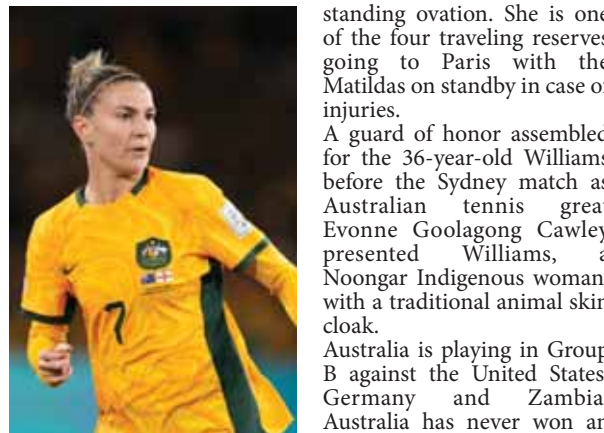 7
standing ovation. She is one
of the four traveling reserves
going to Paris with the
Matildas on standby in case of
injuries.
A guard of honor assembled
for the 36-year-old Williams
before the Sydney match as
Australian tennis great
Evonne Goolagong Cawley
presented Williams, a
Noongar Indigenous woman,
with a traditional animal skin
cloak.
Australia is playing in Group
B against the United States,
Germany and Zambia.
Australia has never won an